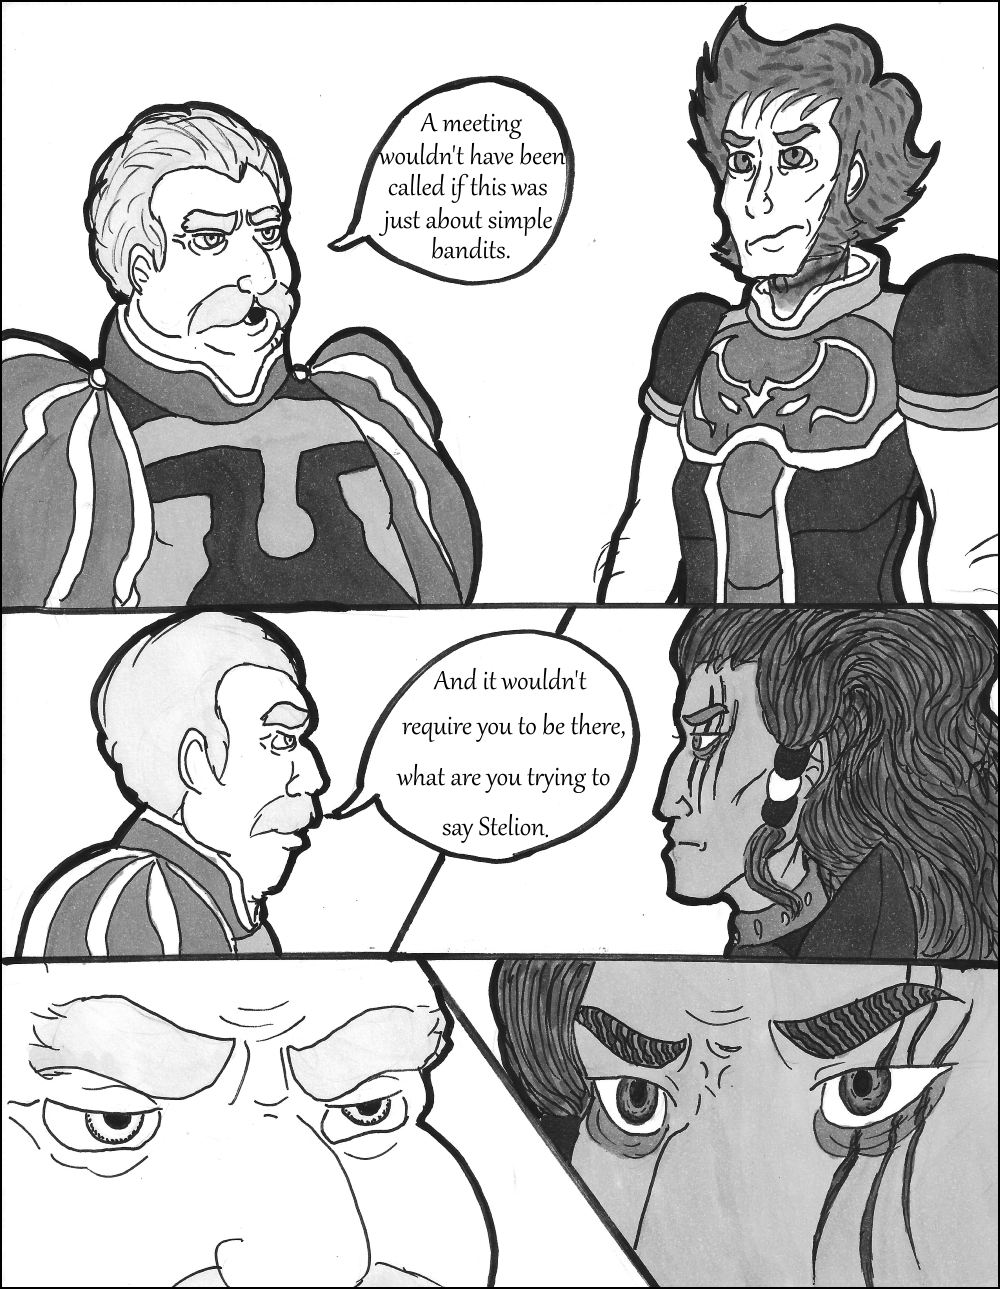 A meeting
wouldn't have been
called if this was
just about simple
bandits.
And it wouldn't
require you to be there,
what are you trying to
say Stelion.